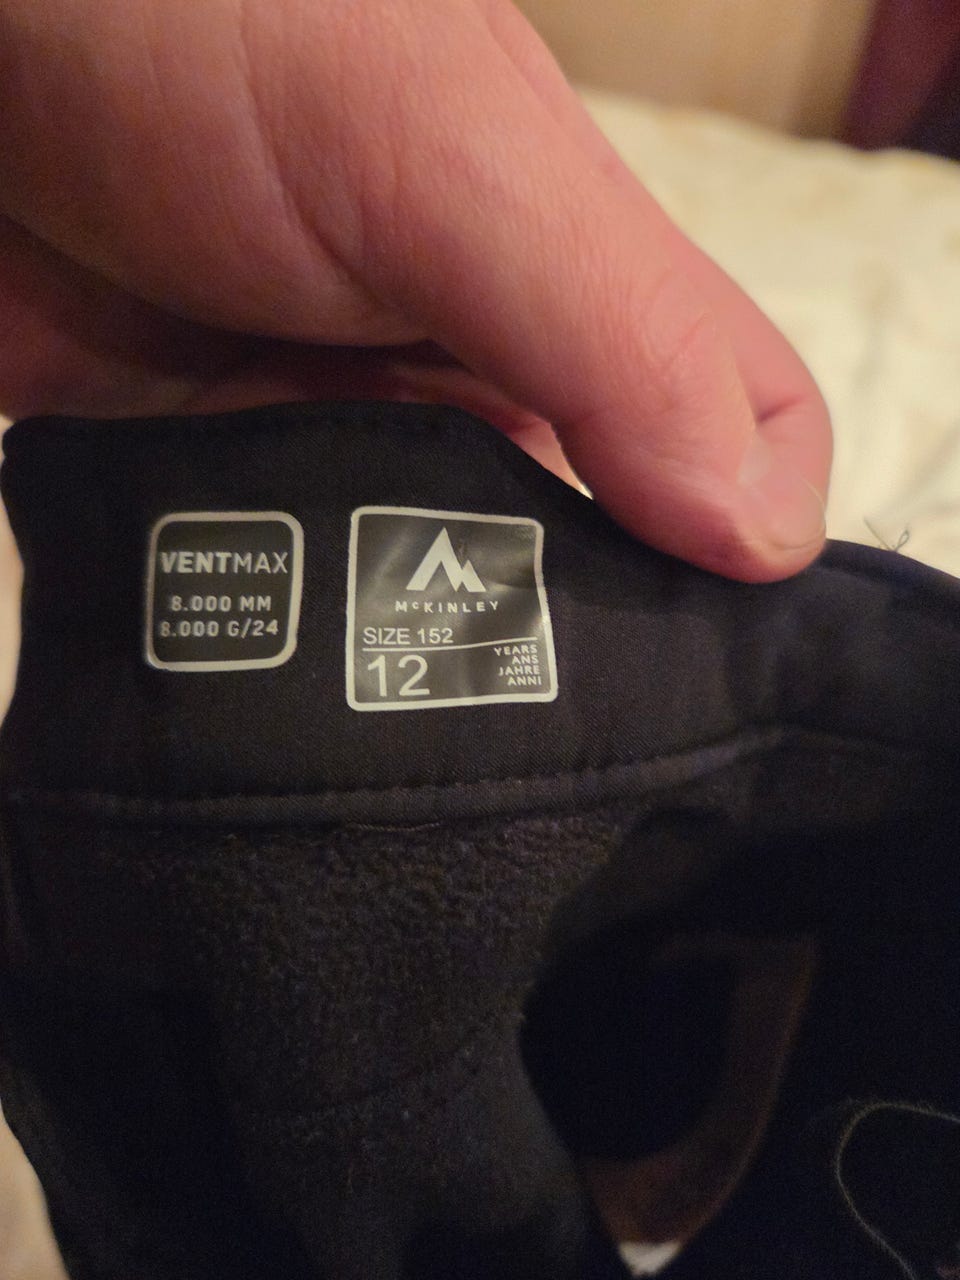 VENTMAX
8.000 MM
8.000 G/24
McKINLEY
SIZE 152
12
YEARS
ANS
JAHRE
ANNI